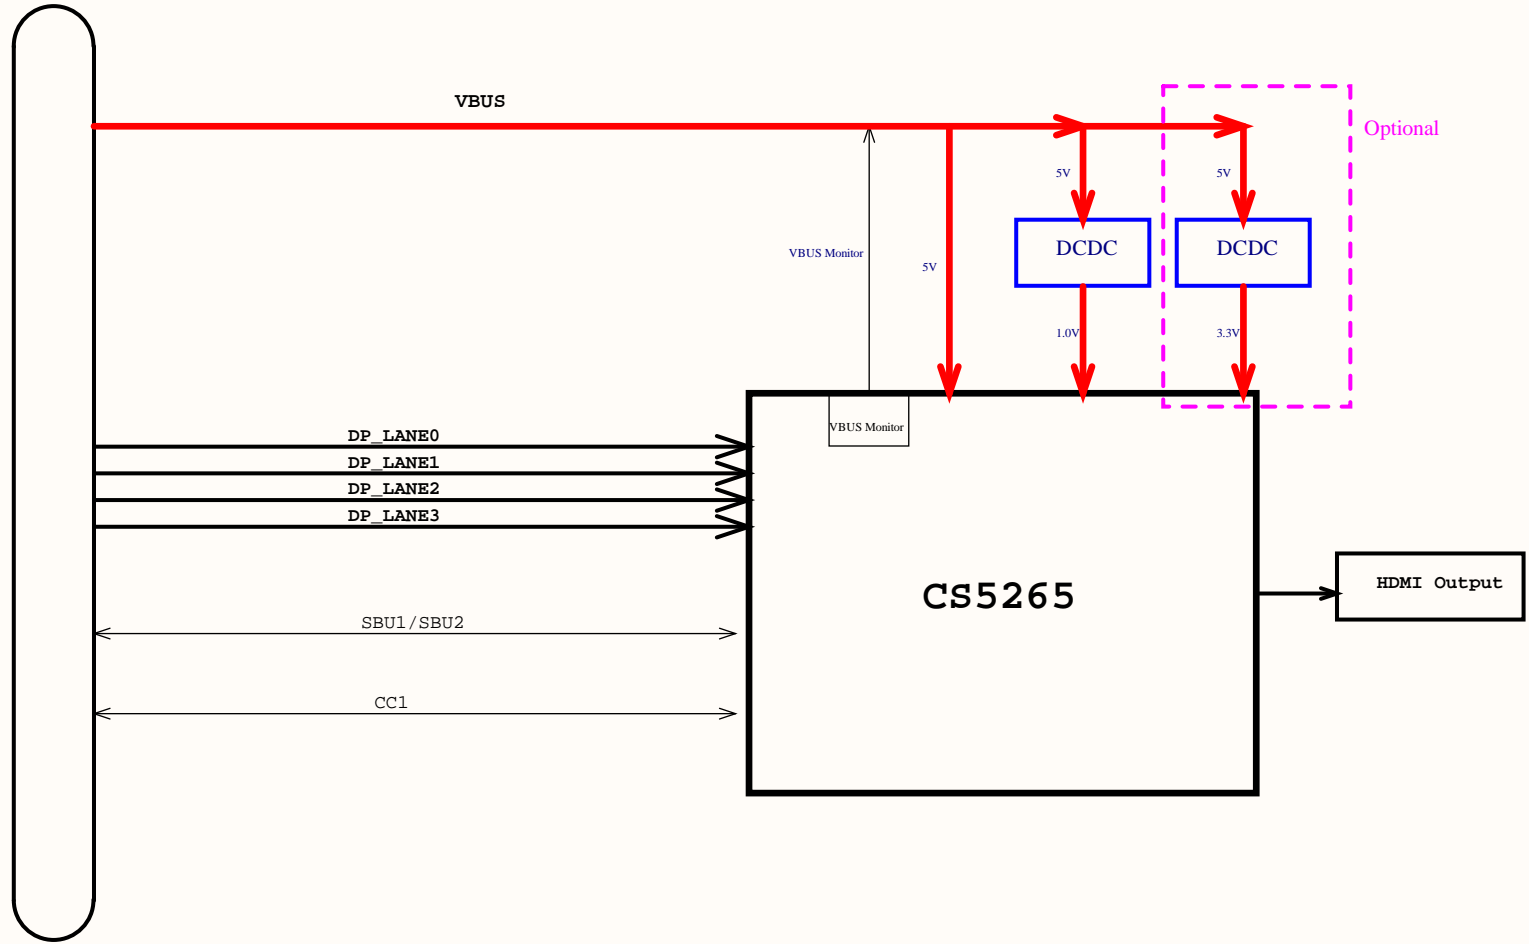 VBUS
Optional
5V
5V
DCDC
DCDC
VBUS Monitor
5V
1.0V
3.3V
VBUS Monitor
DP_LANE0
DP_LANE1
DP_LANE2
DP_LANE3
CS5265
HDMI Output
SBU1/SBU2
CC1